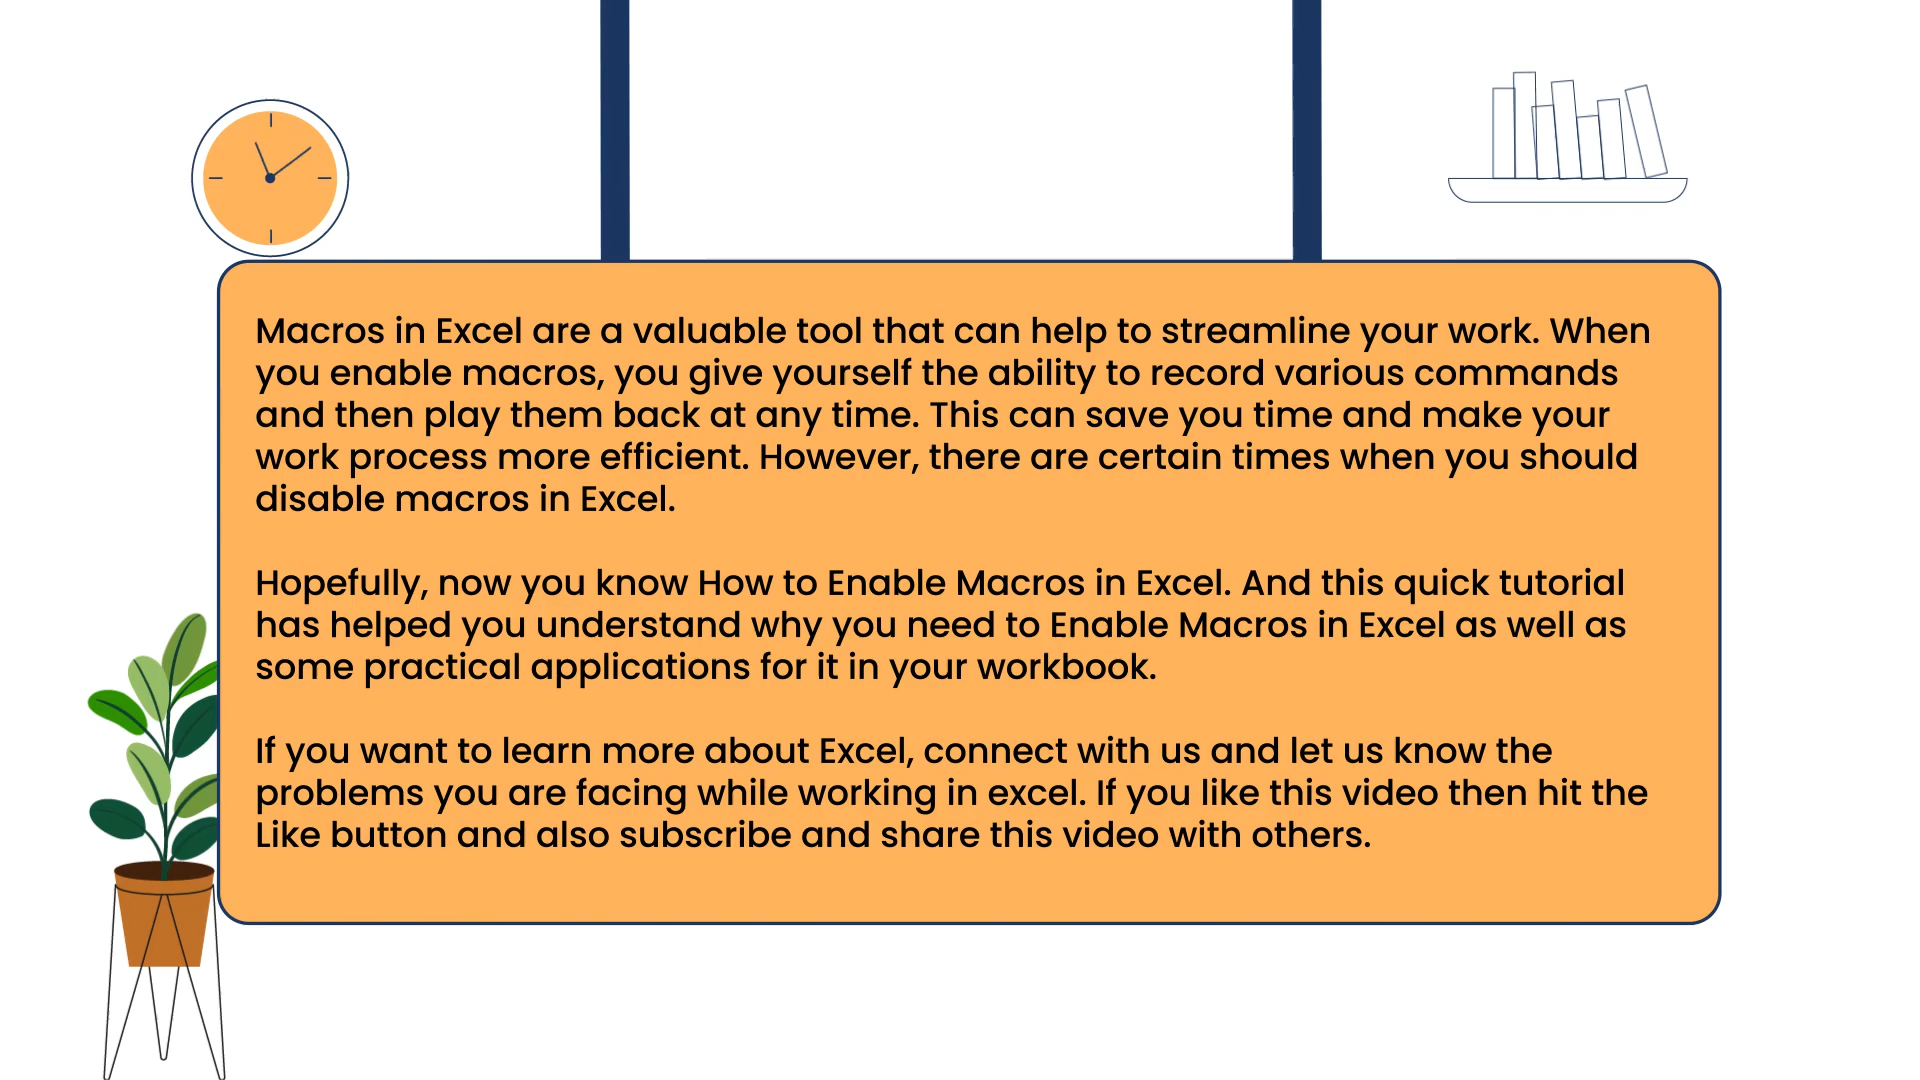 Macros in Excel are a valuable tool that can help to streamline your work. When
you enable macros, you give yourself the ability to record various commands
and then play them back at any time. This can save you time and make your
work process more efficient. However, there are certain times when you should
disable macros in Excel.
Hopefully, now you know How to Enable Macros in Excel. And this quick tutorial
has helped you understand why you need to Enable Macros in Excel as well as
some practical applications for it in your workbook.
If you want to learn more about Excel, connect with us and let us know the
problems you are facing while working in excel. If you like this video then hit the
Like button and also subscribe and share this video with others.